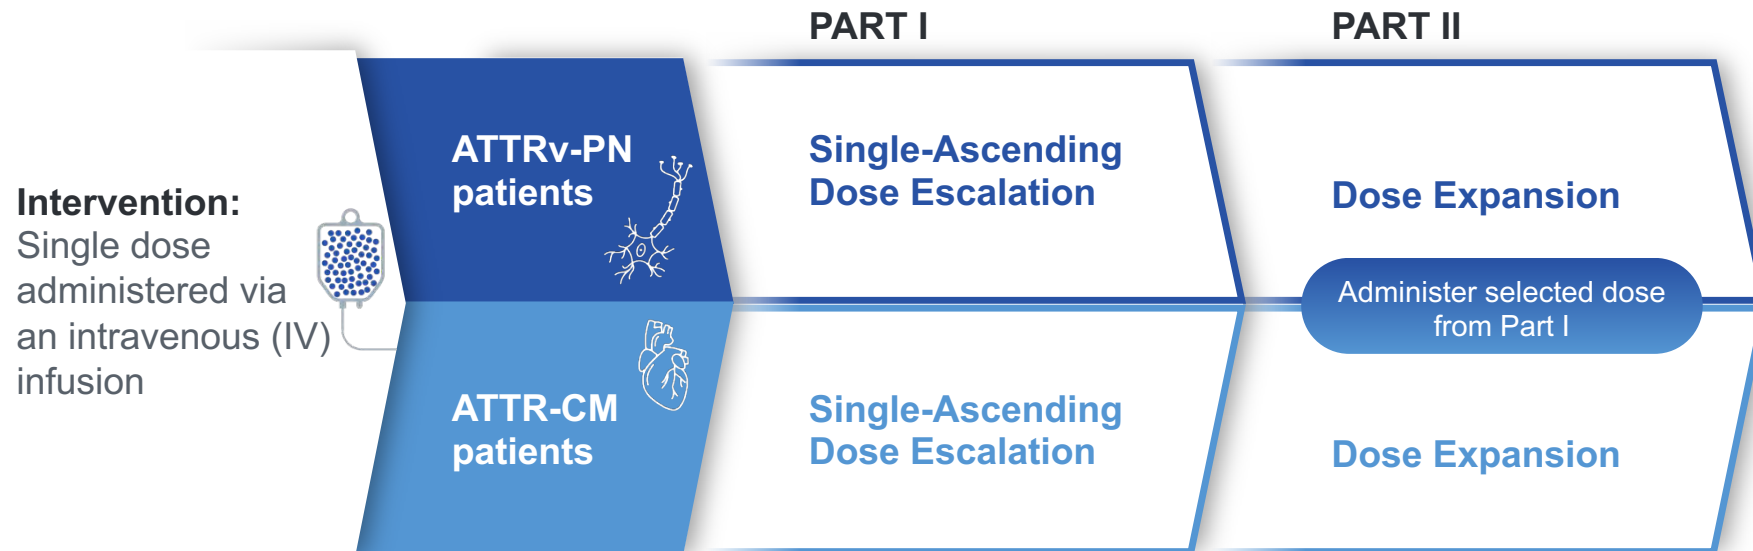 PART I
PART II
Intervention:
Single dose
administered via
an intravenous (IV)
infusion
ATTRv-PN
patients
Single-Ascending
Dose Escalation
Dose Expansion
Administer selected dose
from Part I
ATTR-CM
patients
Single-Ascending
Dose Escalation
Dose Expansion